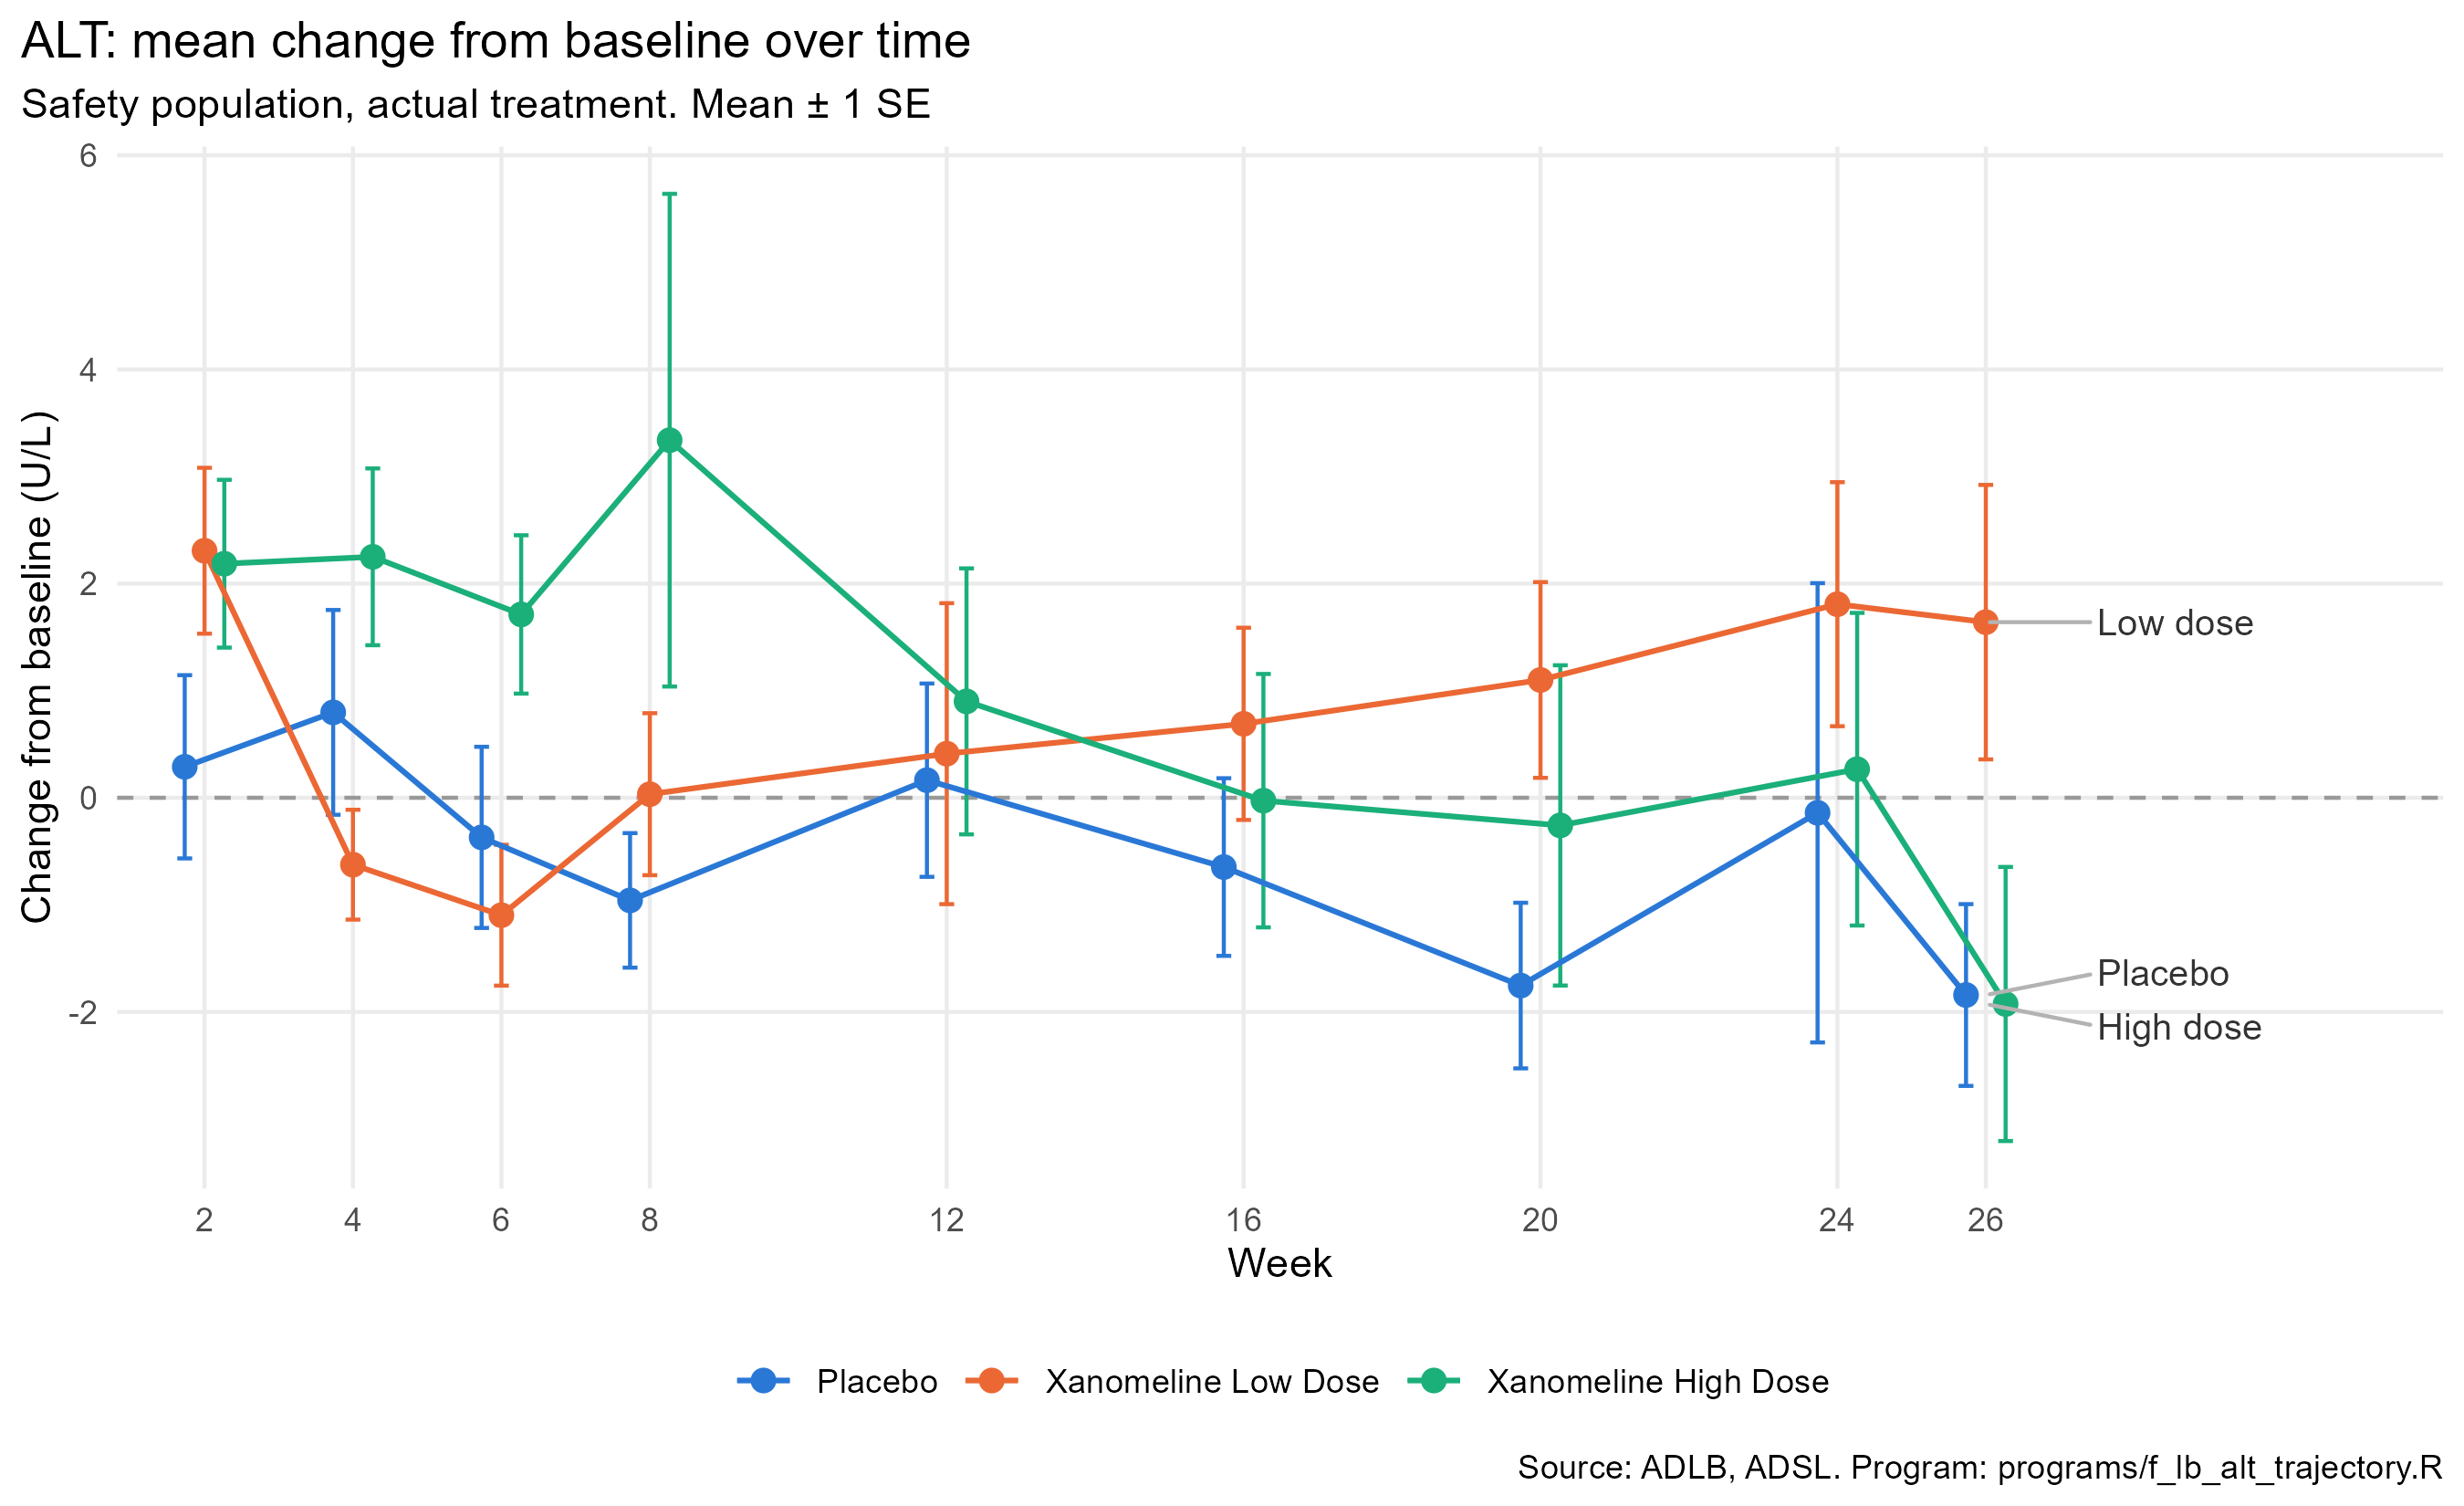 ALT: mean change from baseline over time
Safety population, actual treatment. Mean ± 1 SE
Change from baseline (U/L)
6
4
2
0
-2
Low dose
Placebo
High dose
2 4 6 8 12 16 20 24 26
Week
Placebo Xanomeline Low Dose Xanomeline High Dose
Source: ADLB, ADSL. Program: programs/f_lb_alt_trajectory.R